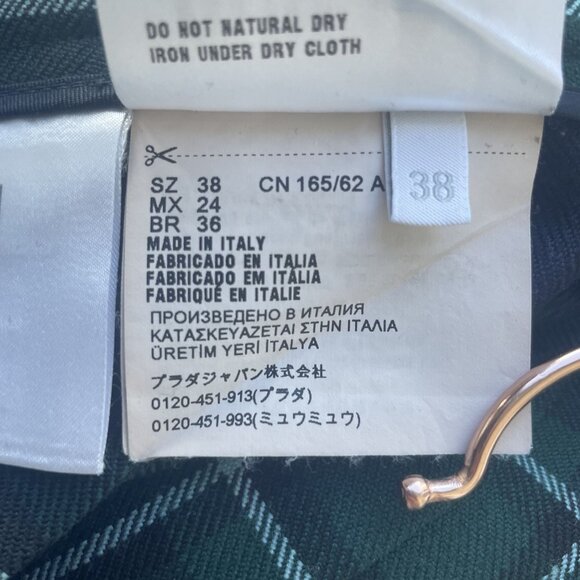 DO NOT NATURAL DRY
IRON UNDER DRY CLOTH
SZ 38 CN 165/62 A
38
MX 24
BR 36
MADE IN ITALY
FABRICADO EN ITALIA
FABRICADO EM ITÁLIA
FABRIQUÉ EN ITALIE
ПРОИЗВЕДЕНО В ИТАЛИЯ
ΚΑΤΑΣΚΕΥΑΖΕΤΑΙ ΣΤΗΝ ΙΤΑΛΙΑ
ÜRETİM YERİ İTALYA
プラダジャパン株式会社
0120-451-913(プラダ)
0120-451-993(ミュウミュウ)